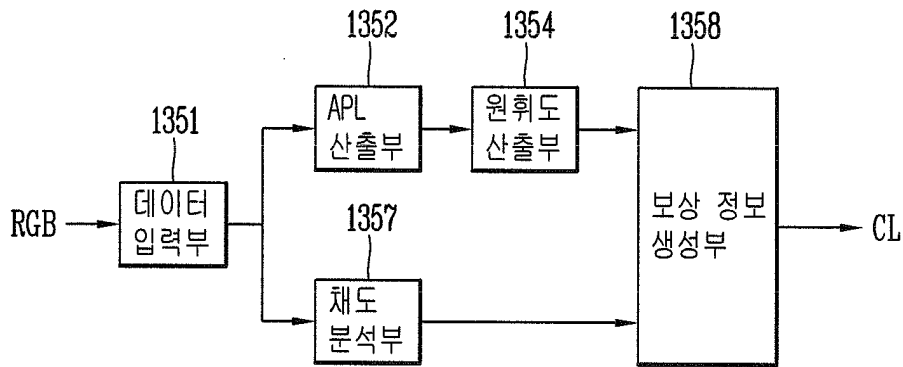 1352
1354
1358
1351
APL
산출부
원휘도
산출부
데이터
입력부
RGB
보상 정보
생성부
CL
1357
채도
분석부